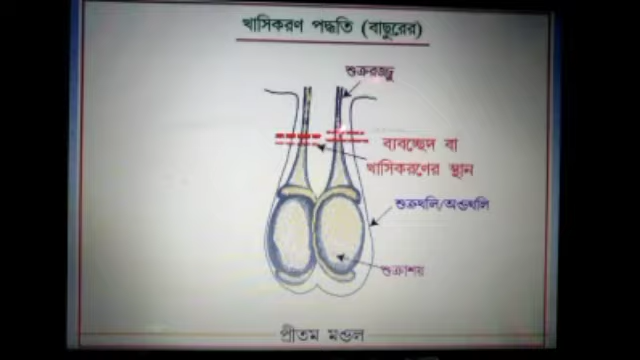 খাসিকরণ পদ্ধতি (বাছুরের)
শুক্ররজ্জু
ব্যবচ্ছেদ বা
খাসিকরণের স্থান
শুক্রথলি/অণ্ডথলি
শুক্রাশয়
প্রীতম মণ্ডল